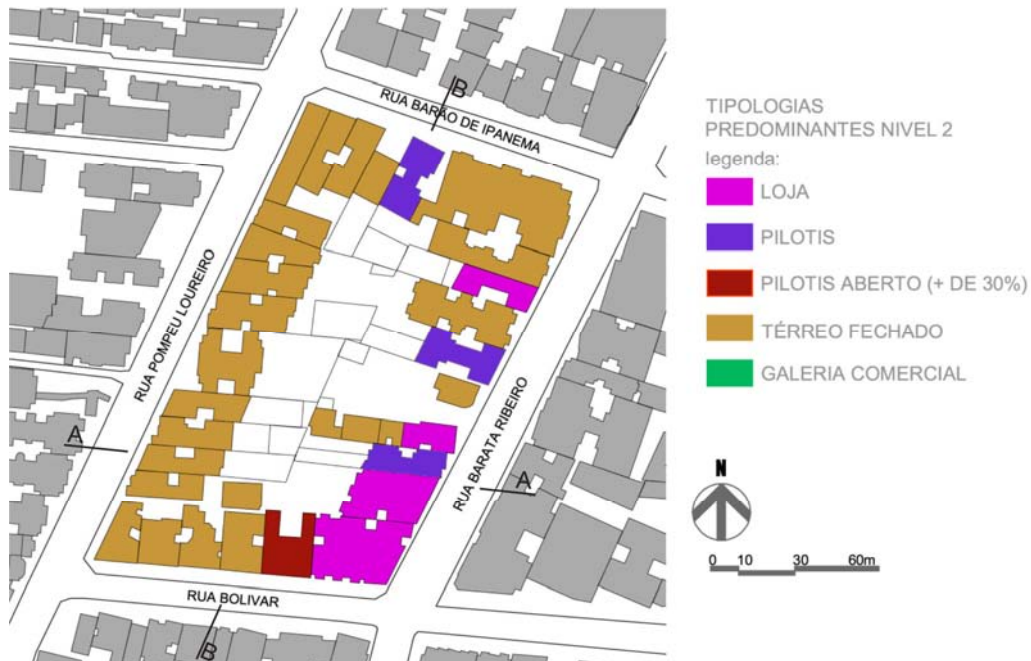 RUA BARÃO DE IPANEMA
B
RUA POMPEU LOUREIRO
RUA BARATA RIBEIRO
A
A
RUA BOLIVAR
B
TIPOLOGIAS
PREDOMINANTES NIVEL 2
legenda:
LOJA
PILOTIS
PILOTIS ABERTO (+ DE 30%)
TÉRREO FECHADO
GALERIA COMERCIAL
N
0 10 30 60m